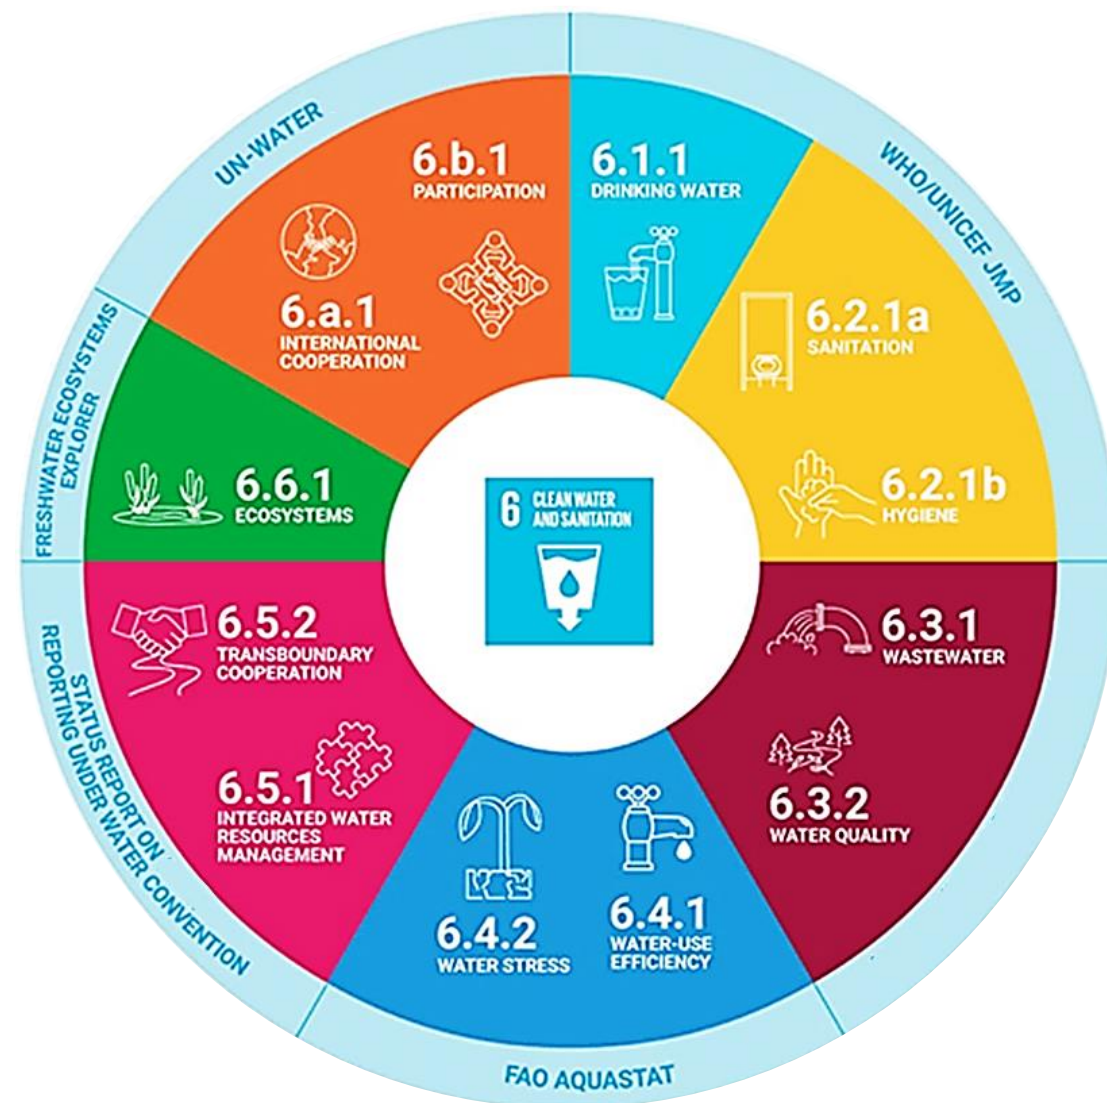 UN-WATER
WHO/UNICEF JMP
6.b.1
PARTICIPATION
6.1.1
DRINKING WATER
6.a.1
INTERNATIONAL
COOPERATION
6.2.1a
SANITATION
6.2.1b
HYGIENE
FRESHWATER ECOSYSTEMS
EXPLORER
6.6.1
ECOSYSTEMS
6 CLEAN WATER
AND SANITATION
6.5.2
TRANSBOUNDARY
COOPERATION
6.3.1
WASTEWATER
STATUS REPORT ON
REPORTING UNDER WATER CONVENTION
6.5.1
INTEGRATED WATER
RESOURCES
MANAGEMENT
6.3.2
WATER QUALITY
6.4.2
WATER STRESS
6.4.1
WATER-USE
EFFICIENCY
FAO AQUASTAT